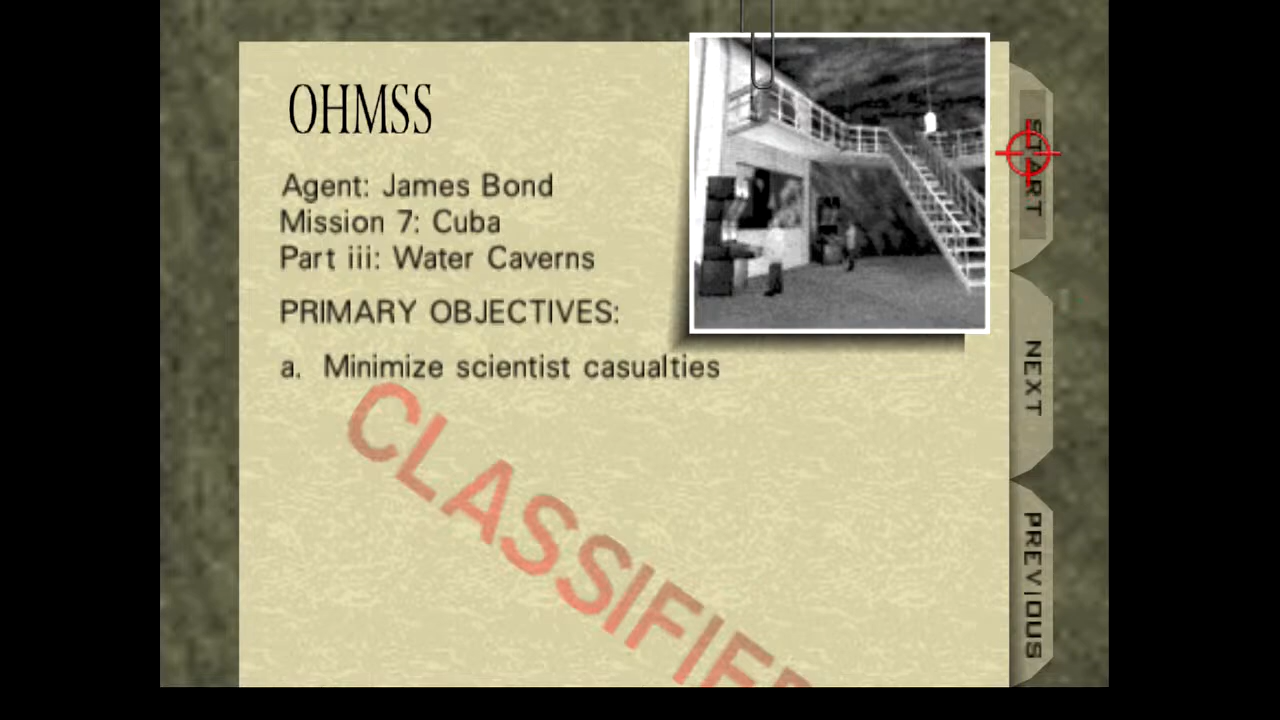 OHMSS
Agent: James Bond
Mission 7: Cuba
Part iii: Water Caverns
PRIMARY OBJECTIVES:
a. Minimize scientist casualties
CLASSIFIED
START
NEXT
PREVIOUS